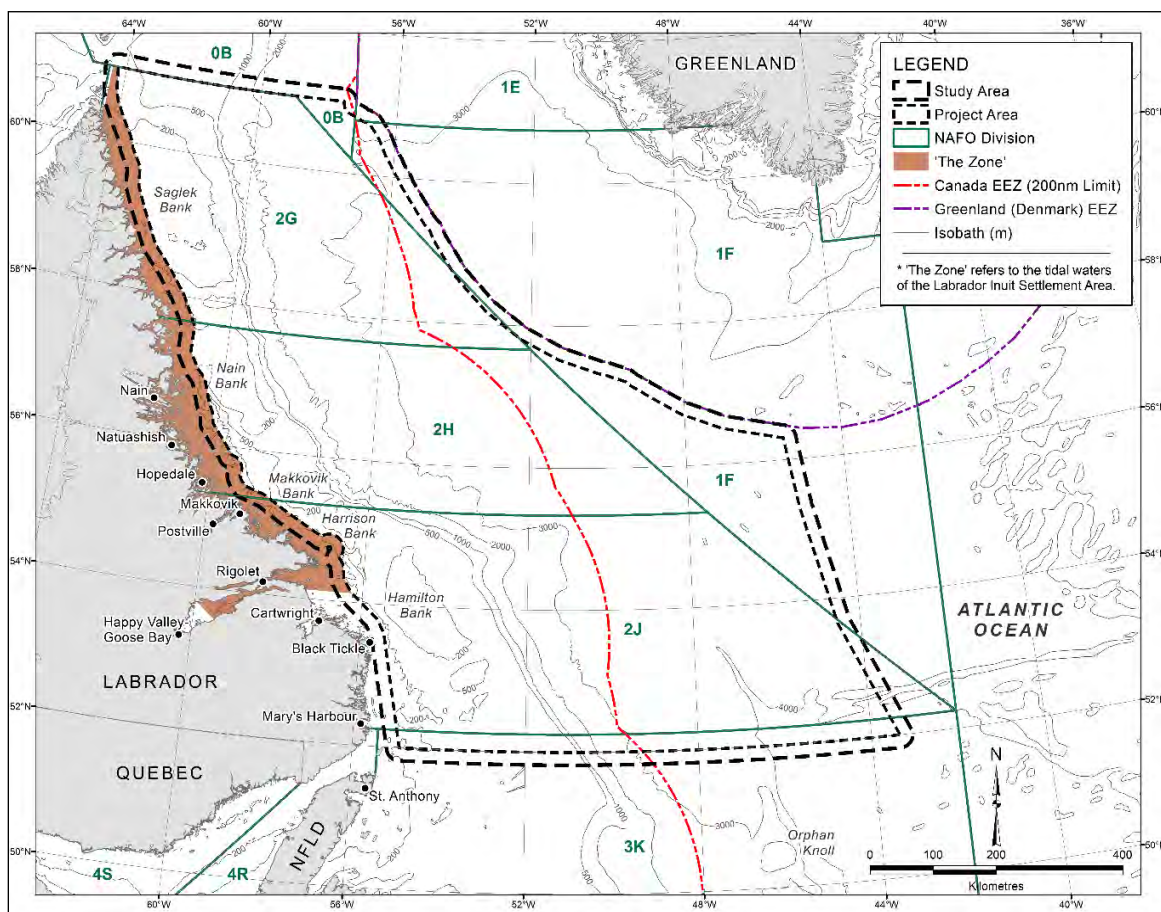 64°W 60°W 56°W 52°W 48°W 44°W 40°W 36°W
0B
GREENLAND
1E
0B
60°N
60°N
LEGEND
Study Area
Project Area
NAFO Division
'The Zone'
Canada EEZ (200nm Limit)
Greenland (Denmark) EEZ
Isobath (m)
* 'The Zone' refers to the tidal waters
of the Labrador Inuit Settlement Area.
Saglek
Bank
2G
1F
58°N
58°N
Nain
Bank
Nain
56°N
56°N
Natuashish
2H
Hopedale
Makkovik
Bank
1F
Makkovik
Postville
Harrison
Bank
54°N
54°N
Rigolet
Hamilton
Bank
Cartwright
Happy Valley
Goose Bay
Black Tickle
2J
ATLANTIC
OCEAN
LABRADOR
52°N
52°N
Mary's Harbour
QUEBEC
St. Anthony
N
NFLD
Orphan
Knoll
50°N
50°N
3K
4S
4R
0 100 200 400
Kilometres
60°W 56°W 52°W 48°W 44°W 40°W
200
500
1000
2000
3000
4000